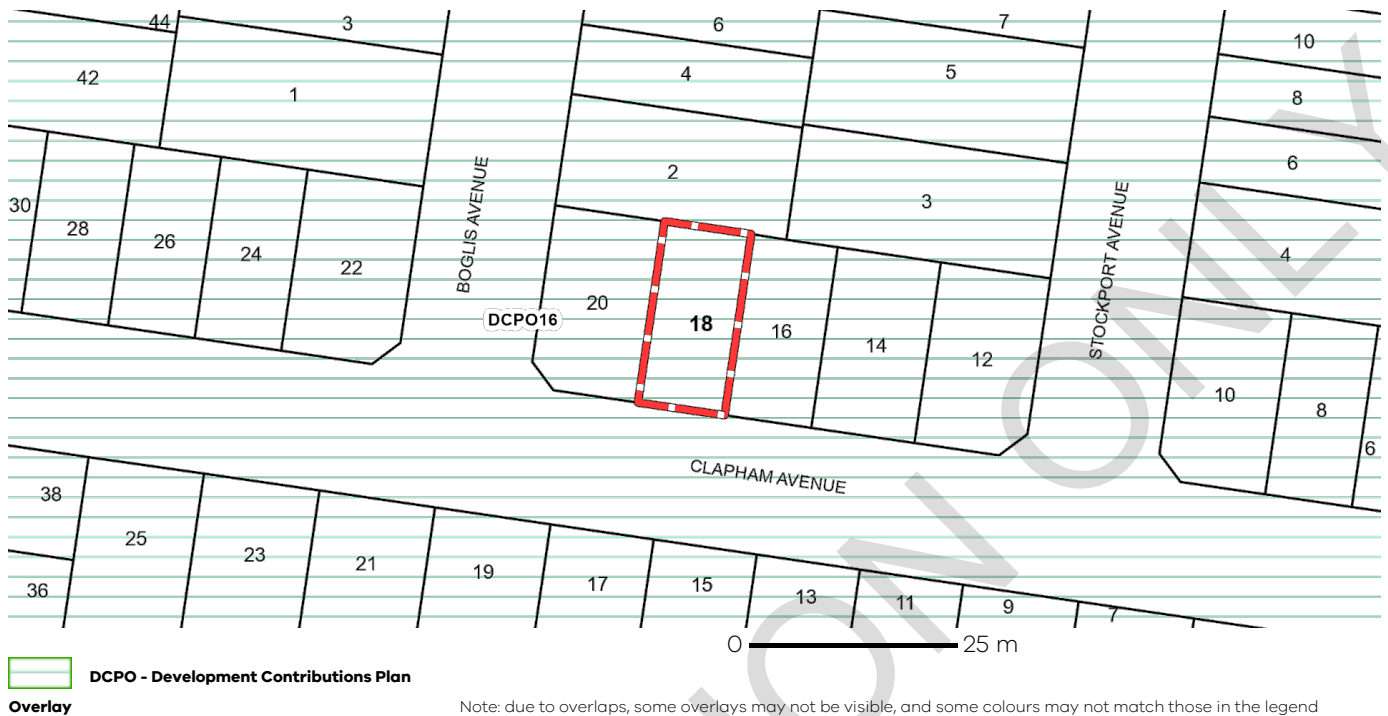 44 3 6 7 10
42 1 4 5 8
2 3 6
30 28 26 24 22
BOGLIS AVENUE
STOCKPORT AVENUE
4
DCPO16
20 18 16 14 12
10 8 6
CLAPHAM AVENUE
38 25 23 21 19 17 15 13 11 9 7
36
0 25 m
DCPO - Development Contributions Plan
Overlay
Note: due to overlaps, some overlays may not be visible, and some colours may not match those in the legend
ON ONLY